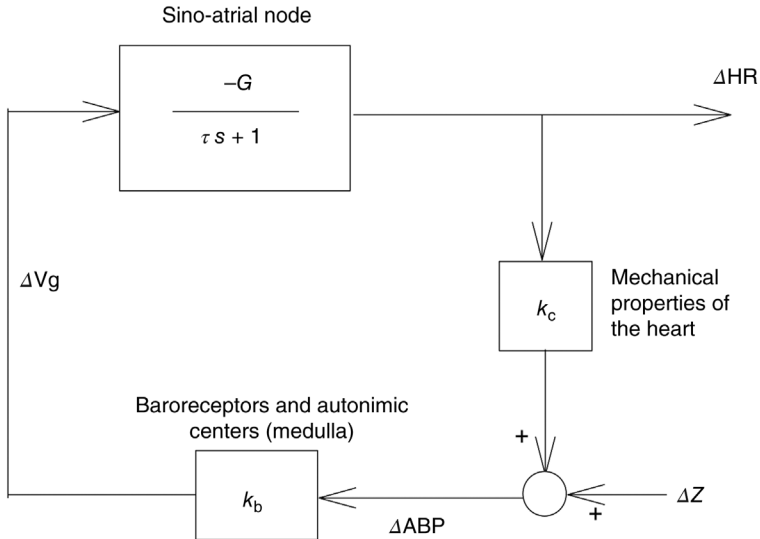 Sino-atrial node
–G
τ s + 1
ΔHR
ΔVg
kc
Mechanical
properties of
the heart
Baroreceptors and autonimic
centers (medulla)
+
kb
ΔABP
ΔZ
+